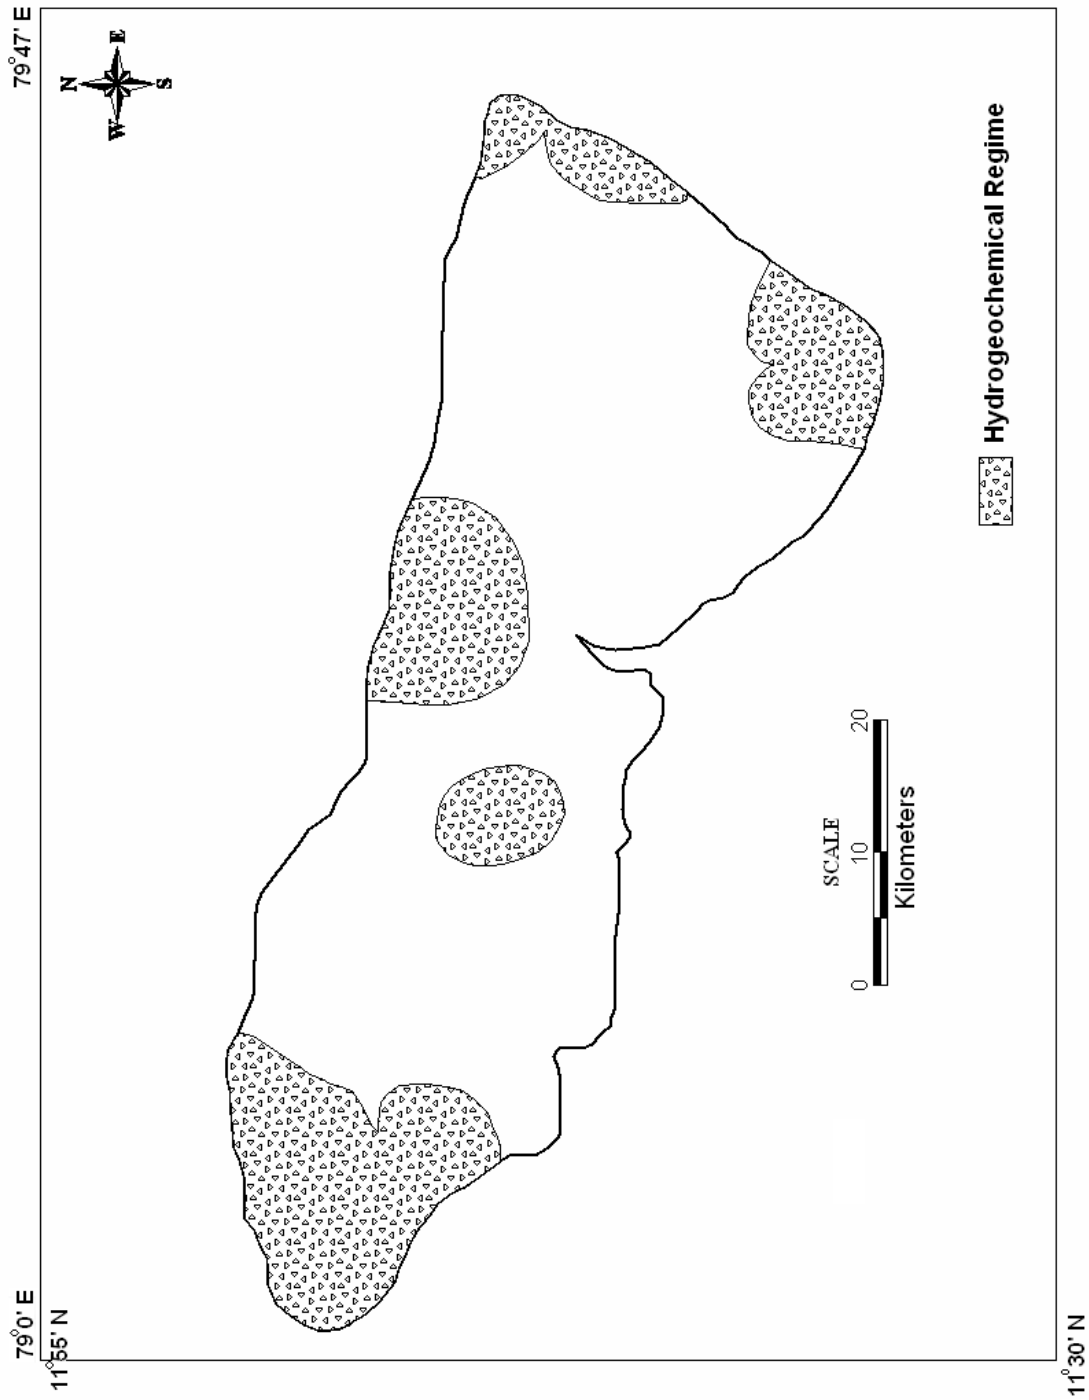 79°0' E
79°47' E
11°55' N
N
W
E
S
SCALE
0
10
20
Kilometers
Hydrogeochemical Regime
11°30' N